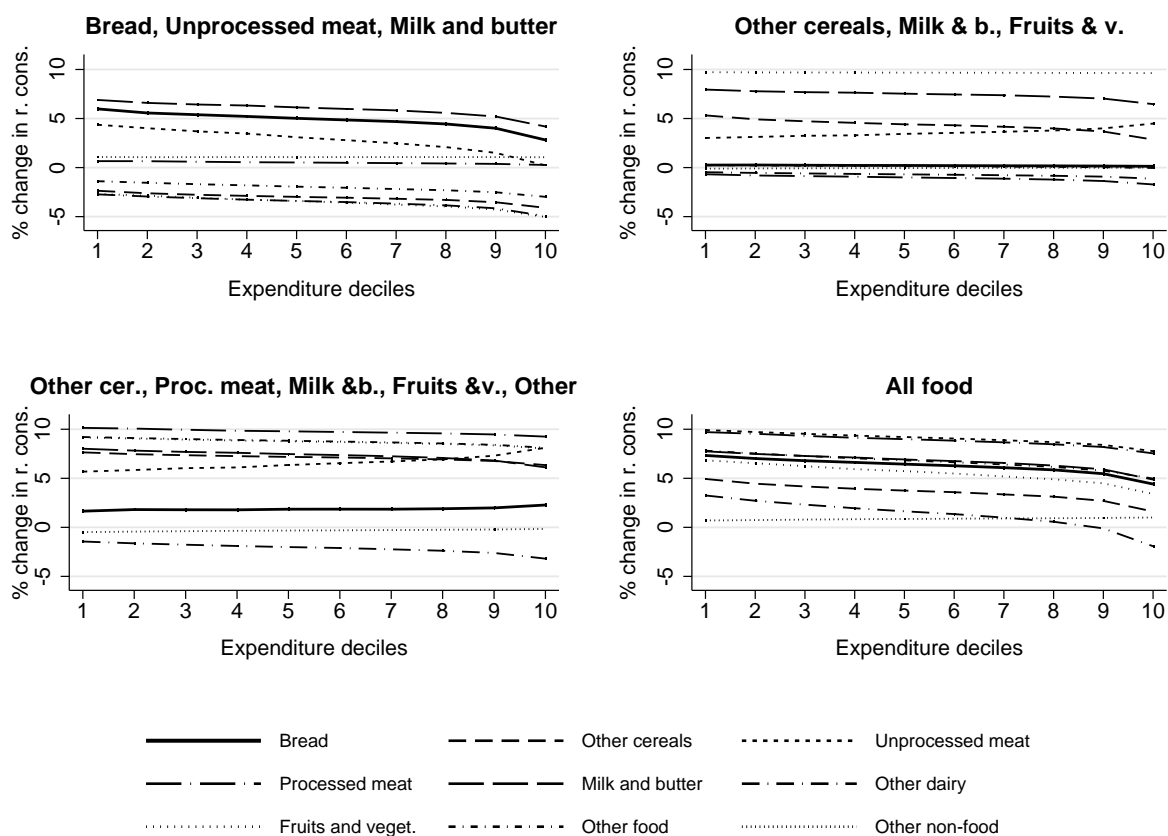 Bread, Unprocessed meat, Milk and butter
% change in r. cons.
10
5
0
-5
1 2 3 4 5 6 7 8 9 10
Expenditure deciles
Other cereals, Milk & b., Fruits & v.
% change in r. cons.
10
5
0
-5
1 2 3 4 5 6 7 8 9 10
Expenditure deciles
Other cer., Proc. meat, Milk &b., Fruits &v., Other
% change in r. cons.
10
5
0
-5
1 2 3 4 5 6 7 8 9 10
Expenditure deciles
All food
% change in r. cons.
10
5
0
-5
1 2 3 4 5 6 7 8 9 10
Expenditure deciles
Bread Other cereals Unprocessed meat
Processed meat Milk and butter Other dairy
Fruits and veget. Other food Other non-food